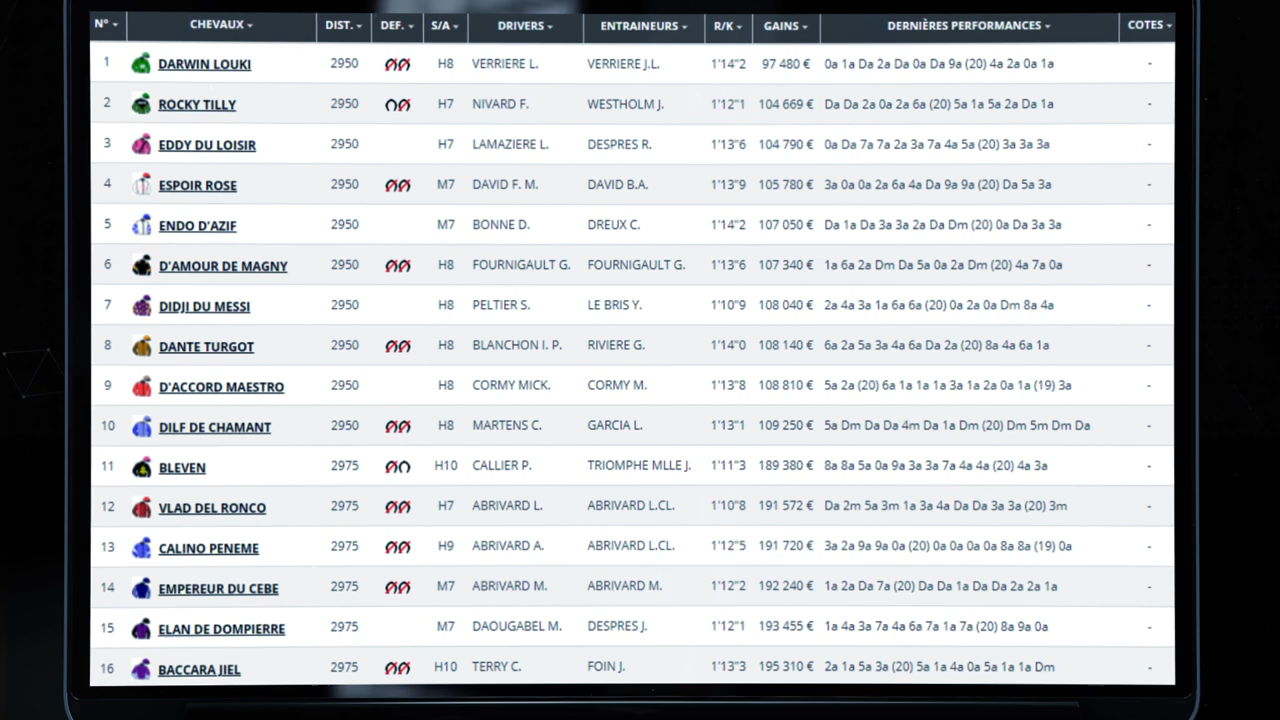 N° CHEVAUX DIST. DEF. S/A DRIVERS ENTRAINEURS R/K GAINS DERNIÈRES PERFORMANCES COTES
1 DARWIN LOUKI 2950 H8 VERRIERE L. VERRIERE J.L. 1'14"2 97 480 € 0a 1a Da 2a Da 0a Da 9a (20) 4a 2a 0a 1a -
2 ROCKY TILLY 2950 H7 NIVARD F. WESTHOLM J. 1'12"1 104 669 € Da Da 2a 0a 2a 6a (20) 5a 1a 5a 2a Da 1a -
3 EDDY DU LOISIR 2950 H7 LAMAZIERE L. DESPRES R. 1'13"6 104 790 € 0a Da 7a 7a 2a 3a 7a 4a 5a (20) 3a 3a 3a -
4 ESPOIR ROSE 2950 M7 DAVID F. M. DAVID B.A. 1'13"9 105 780 € 3a 0a 0a 2a 6a 4a Da 9a 9a (20) Da 5a 3a -
5 ENDO D'AZIF 2950 M7 BONNE D. DREUX C. 1'14"2 107 050 € Da 1a Da 3a 3a 2a Da Dm (20) 0a Da 3a 3a -
6 D'AMOUR DE MAGNY 2950 H8 FOURNIGAULT G. FOURNIGAULT G. 1'13"6 107 340 € 1a 6a 2a Dm Da 5a 0a 2a Dm (20) 4a 7a 0a -
7 DIDJI DU MESSI 2950 H8 PELTIER S. LE BRIS Y. 1'10"9 108 040 € 2a 4a 3a 1a 6a 6a (20) 0a 2a 0a Dm 8a 4a -
8 DANTE TURGOT 2950 H8 BLANCHON I. P. RIVIERE G. 1'14"0 108 140 € 6a 2a 5a 3a 4a 6a Da 2a (20) 8a 4a 6a 1a -
9 D'ACCORD MAESTRO 2950 H8 CORMY MICK. CORMY M. 1'13"8 108 810 € 5a 2a (20) 6a 1a 1a 1a 3a 1a 2a 0a 1a (19) 3a -
10 DILF DE CHAMANT 2950 H8 MARTENS C. GARCIA L. 1'13"1 109 250 € 5a Dm Da Da 4m Da 1a Dm (20) Dm 5m Dm Da -
11 BLEVEN 2975 H10 CALLIER P. TRIOMPHE MLLE J. 1'11"3 189 380 € 8a 8a 5a 0a 9a 3a 3a 7a 4a 4a (20) 4a 3a -
12 VLAD DEL RONCO 2975 H7 ABRIVARD L. ABRIVARD L.CL. 1'10"8 191 572 € Da 2m 5a 3m 1a 3a 4a Da Da 3a 3a (20) 3m -
13 CALINO PENEME 2975 H9 ABRIVARD A. ABRIVARD L.CL. 1'12"5 191 720 € 3a 2a 9a 9a 0a (20) 0a 0a 0a 0a 8a 8a (19) 0a -
14 EMPEREUR DU CEBE 2975 M7 ABRIVARD M. ABRIVARD M. 1'12"2 192 240 € 1a 2a Da 7a (20) Da Da 1a Da Da 2a 2a 1a -
15 ELAN DE DOMPIERRE 2975 M7 DAOUGABEL M. DESPRES J. 1'12"1 193 455 € 1a 4a 3a 7a 4a 6a 7a 1a 7a (20) 8a 9a 0a -
16 BACCARA JIEL 2975 H10 TERRY C. FOIN J. 1'13"3 195 310 € 2a 1a 5a 3a (20) 5a 1a 4a 0a 5a 1a 1a Dm -